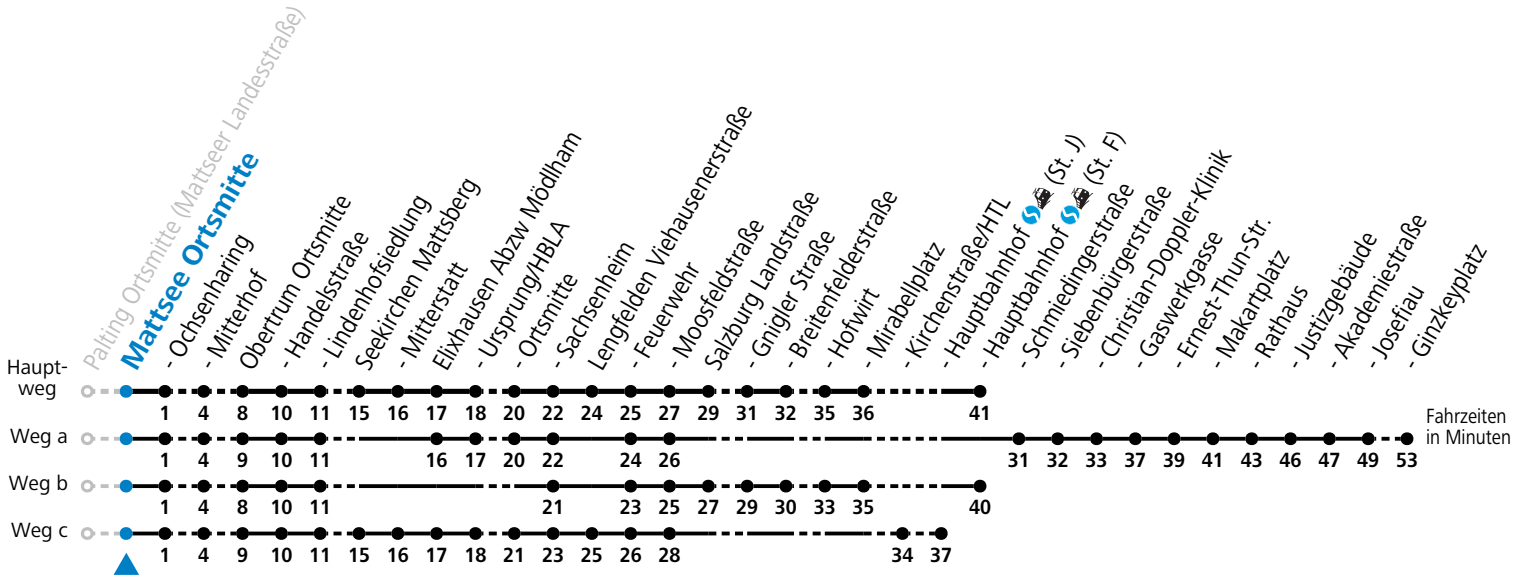 Palting Ortsmitte (Mattseer Landesstraße)
Mattsee Ortsmitte
- Ochsenharing
- Mitterhof
Obertrum Ortsmitte
- Handelsstraße
- Lindenhofsiedlung
Seekirchen Mattsberg
- Mitterstatt
Elixhausen Abzw Mödlham
- Ursprung/HBLA
- Ortsmitte
- Sachsenheim
Lengfelden Viehausenerstraße
- Feuerwehr
- Moosfeldstraße
Salzburg Landstraße
- Gnigler Straße
- Breitenfelderstraße
- Hofwirt
- Mirabellplatz
- Kirchenstraße/HTL
- Hauptbahnhof (St. J)
- Hauptbahnhof (St. F)
- Schmiedingerstraße
- Siebenbürgerstraße
- Christian-Doppler-Klinik
- Gaswerkgasse
- Ernest-Thun-Str.
- Makartplatz
- Rathaus
- Justizgebäude
- Akademiestraße
- Josefiau
- Ginzkeyplatz
Haupt-
weg
1 4 8 10 11 15 16 17 18 20 22 24 25 27 29 31 32 35 36 41
Weg a
1 4 9 10 11 16 17 20 22 24 26 31 32 33 37 39 41 43 46 47 49 53
Fahrzeiten
in Minuten
Weg b
1 4 8 10 11 21 23 25 27 29 30 33 35 40
Weg c
1 4 9 10 11 15 16 17 18 21 23 25 26 28 34 37